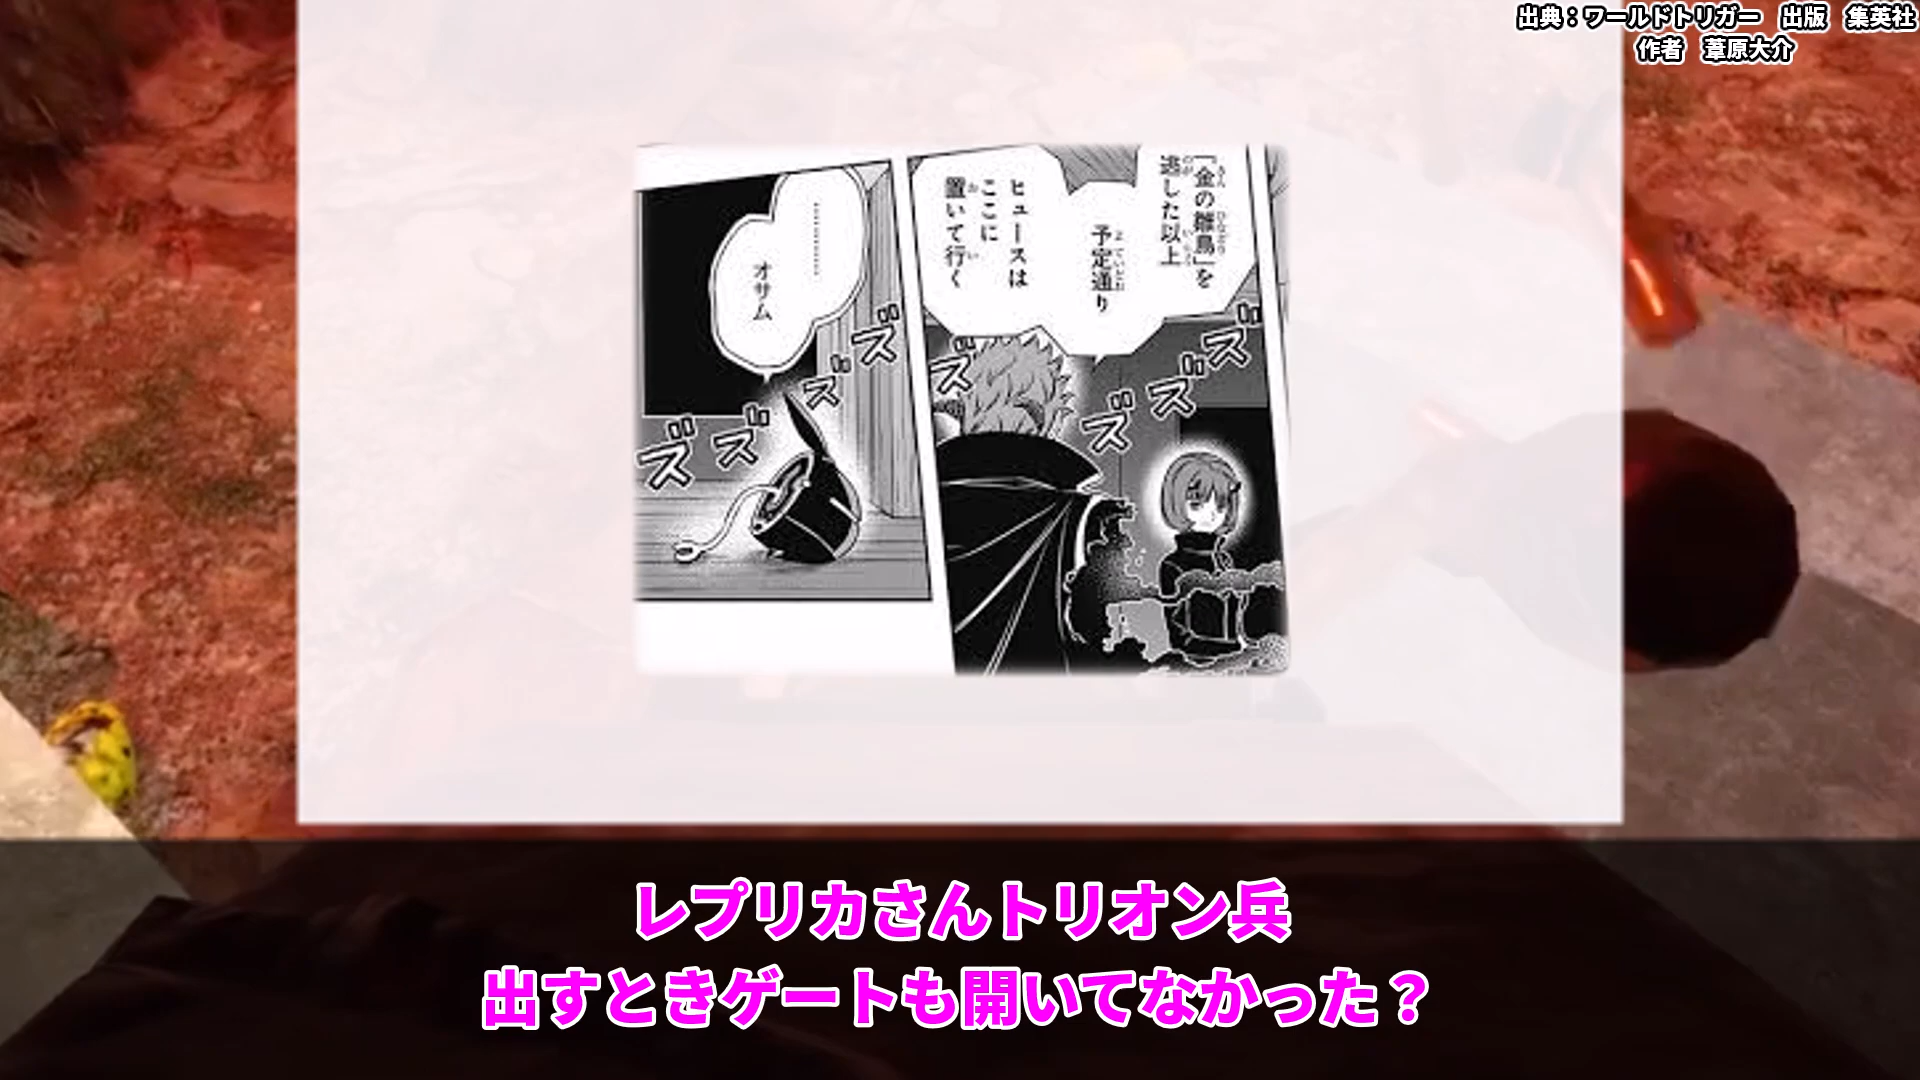 出典：ワールドトリガー　出版　集英社
作者　葦原大介
「金の雛鳥」を
逃した以上
予定通り
ヒュースは
ここに
置いて行く
ズズズズ
…………
オサム
ズズズズ
レプリカさんトリオン兵
出すときゲートも開いてなかった？